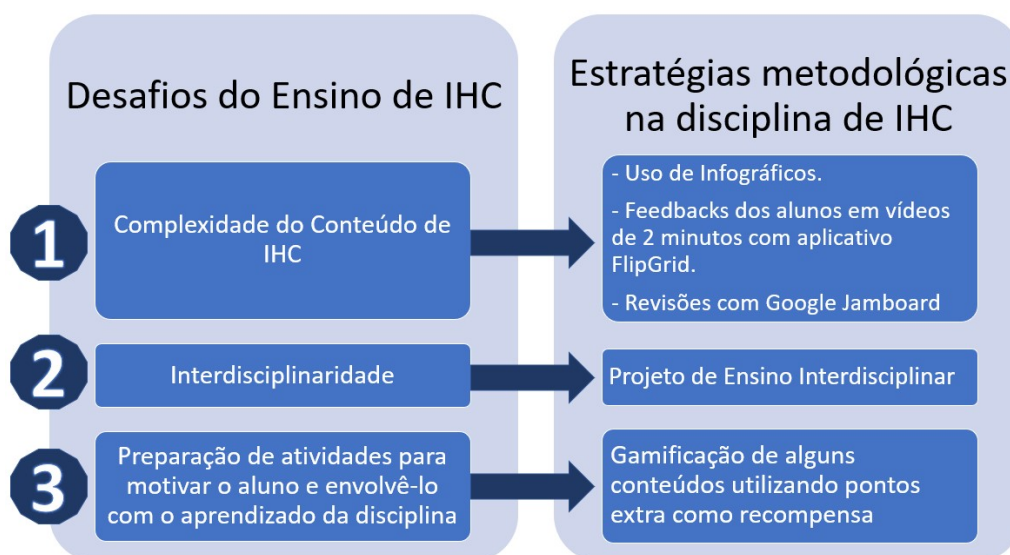 Desafios do Ensino de IHC
Estratégias metodológicas
na disciplina de IHC
1
Complexidade do Conteúdo de
IHC
- Uso de Infográficos.
- Feedbacks dos alunos em vídeos
de 2 minutos com aplicativo
FlipGrid.
- Revisões com Google Jamboard
2
Interdisciplinaridade
Projeto de Ensino Interdisciplinar
3
Preparação de atividades para
motivar o aluno e envolvê-lo
com o aprendizado da disciplina
Gamificação de alguns
conteúdos utilizando pontos
extra como recompensa